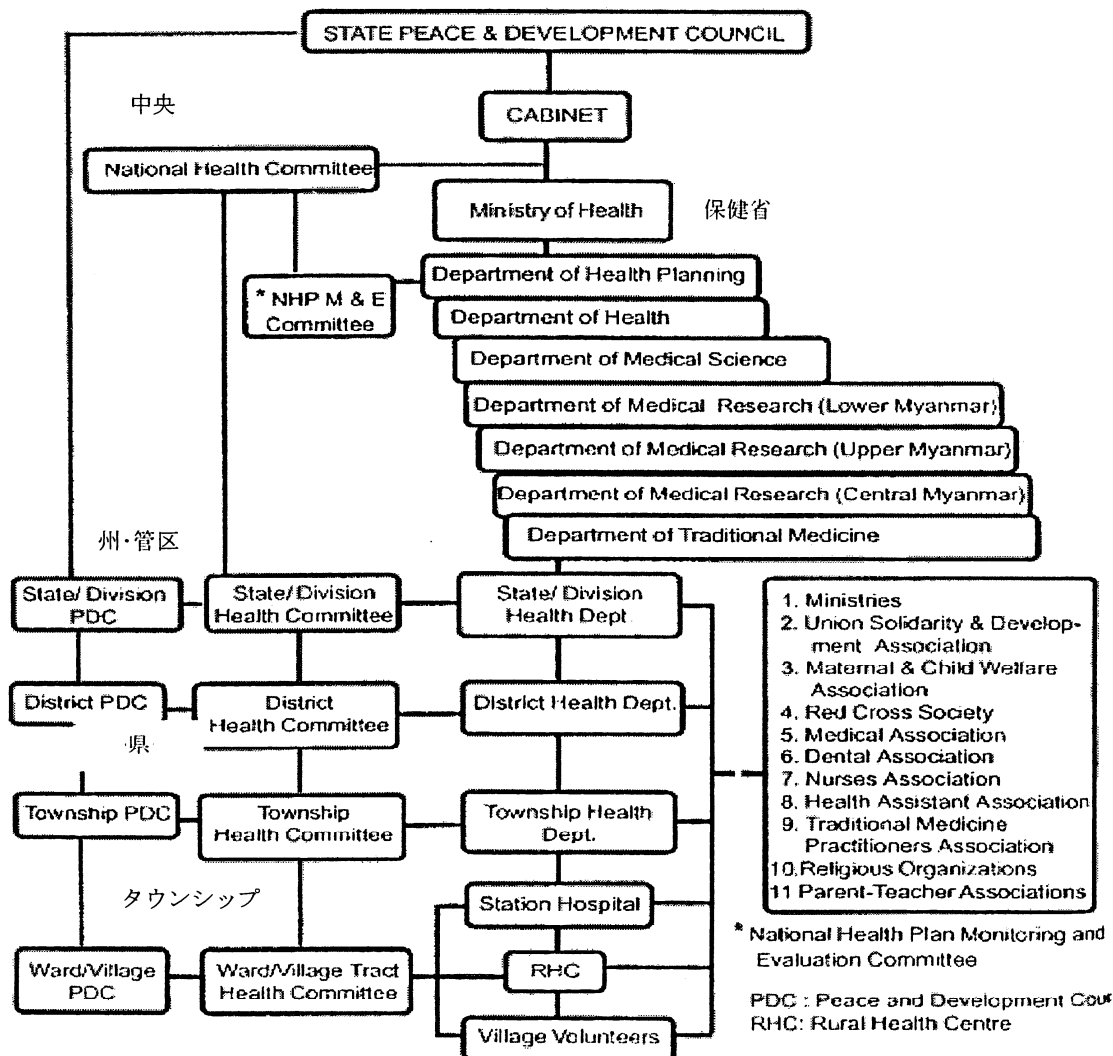 STATE PEACE & DEVELOPMENT COUNCIL
中央
CABINET
National Health Committee
Ministry of Health
保健省
Department of Health Planning
* NHP M & E
Committee
Department of Health
Department of Medical Science
Department of Medical Research (Lower Myanmar)
Department of Medical Research (Upper Myanmar)
Department of Medical Research (Central Myanmar)
Department of Traditional Medicine
州・管区
State/ Division
PDC
State/Division
Health Committee
State/ Division
Health Dept.
District PDC
District
Health Committee
District Health Dept.
県
Township PDC
Township
Health Committee
Township Health
Dept.
タウンシップ
Station Hospital
Ward/Village
PDC
Ward/Village Tract
Health Committee
RHC
Village Volunteers
1. Ministries
2. Union Solidarity & Develop-
ment Association
3. Maternal & Child Welfare
Association
4. Red Cross Society
5. Medical Association
6. Dental Association
7. Nurses Association
8. Health Assistant Association
9. Traditional Medicine
Practitioners Association
10.Religious Organizations
11 Parent-Teacher Associations
* National Health Plan Monitoring and
Evaluation Committee
PDC : Peace and Development Cour
RHC: Rural Health Centre